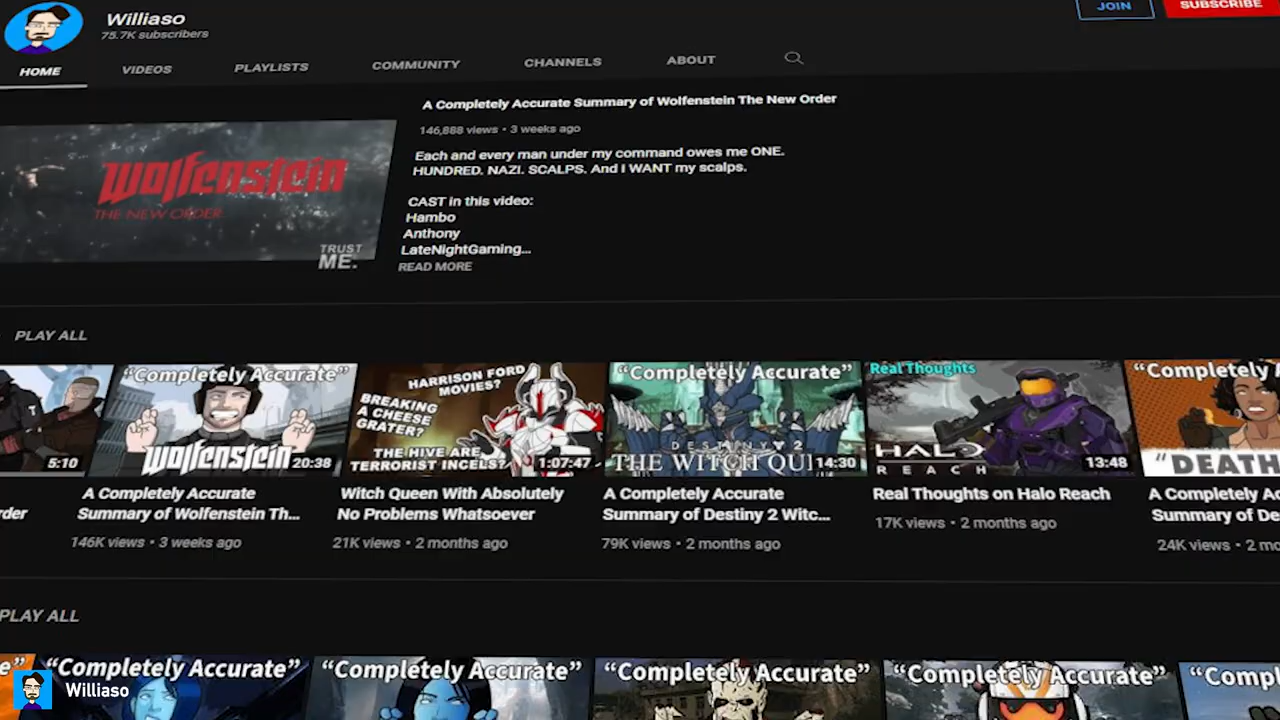 Williaso
75.7K subscribers
JOIN
SUBSCRIBE
HOME
VIDEOS
PLAYLISTS
COMMUNITY
CHANNELS
ABOUT
A Completely Accurate Summary of Wolfenstein The New Order
146,888 views • 3 weeks ago
Each and every man under my command owes me ONE.
HUNDRED. NAZI. SCALPS. And I WANT my scalps.
CAST in this video:
Hambo
Anthony
LateNightGaming...
READ MORE
Wolfenstein
THE NEW ORDER
TRUST
ME.
PLAY ALL
5:10
"Completely Accurate"
Wolfenstein
20:38
HARRISON FORD
MOVIES?
BREAKING
A CHEESE
GRATER?
THE HIVE ARE
TERRORIST INCELS?
1:07:47
"Completely Accurate"
DESTINY 2
THE WITCH QU
14:30
Real Thoughts
HALO
REACH
13:48
"Completely A
"DEATH
rder
A Completely Accurate
Summary of Wolfenstein Th...
146K views • 3 weeks ago
Witch Queen With Absolutely
No Problems Whatsoever
21K views • 2 months ago
A Completely Accurate
Summary of Destiny 2 Witc...
79K views • 2 months ago
Real Thoughts on Halo Reach
17K views • 2 months ago
A Completely Ac
Summary of De
24K views • 2 mo
PLAY ALL
e"
"Completely Accurate"
"Completely Accurate"
"Completely Accurate"
"Completely Accurate"
"Comp
Williaso